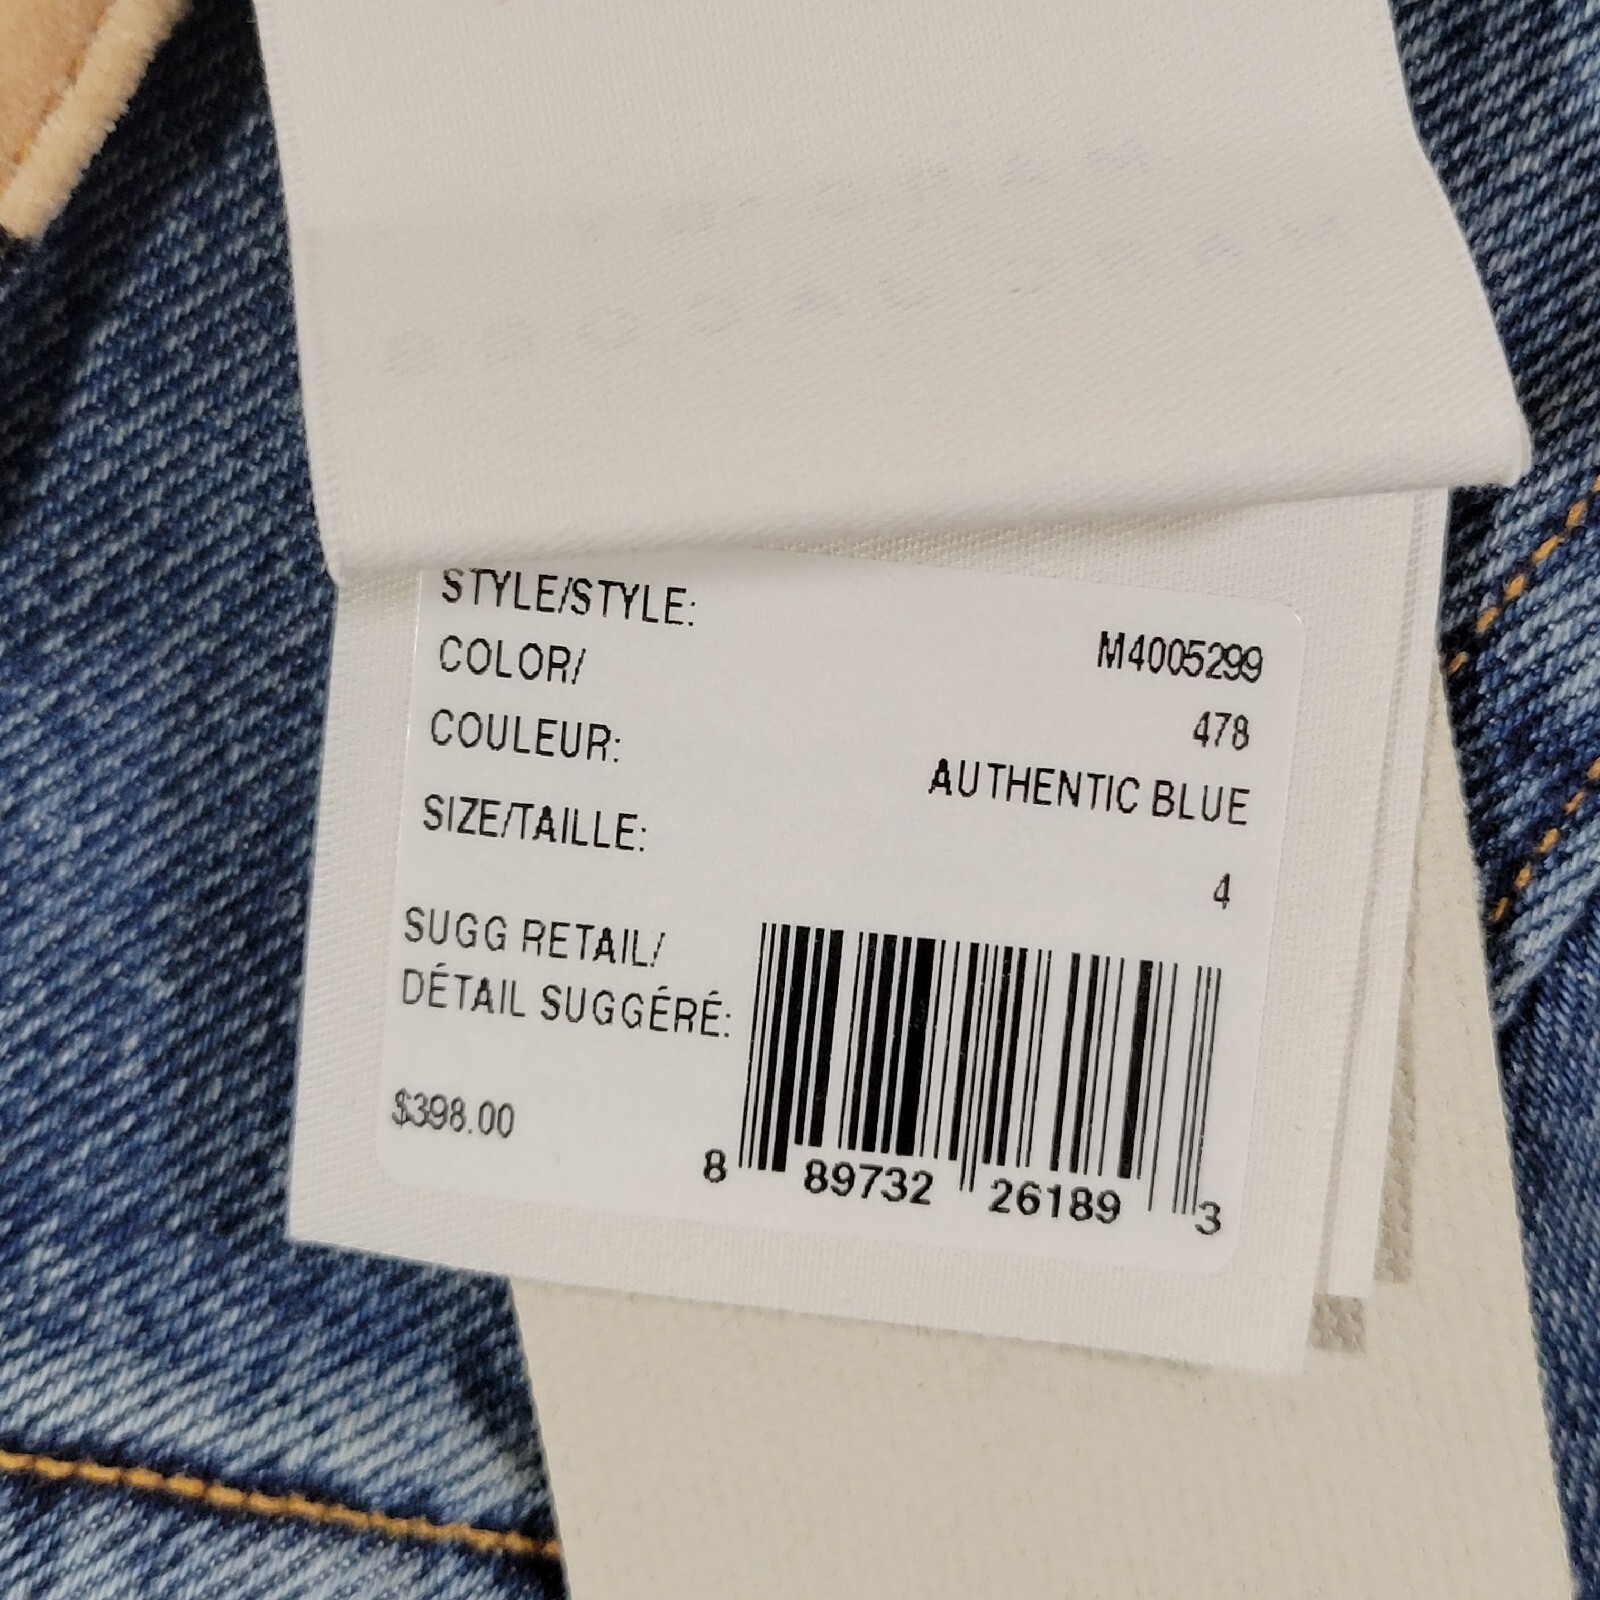 STYLE/STYLE: M4005299
COLOR/ 478
COULEUR: AUTHENTIC BLUE
SIZE/TAILLE: 4
SUGG RETAIL/
DÉTAIL SUGGÉRÉ:
$398.00
8 89732 26189 3